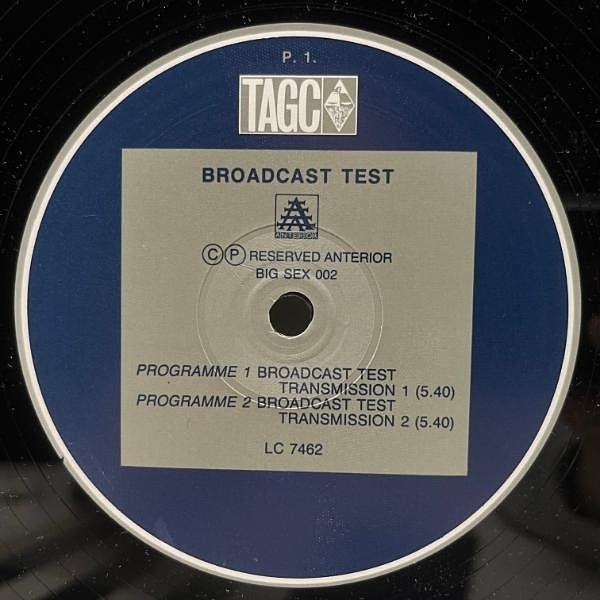 P. 1.
TAGC
BROADCAST TEST
ANTERIOR
Ⓒ Ⓟ RESERVED ANTERIOR
BIG SEX 002
PROGRAMME 1 BROADCAST TEST
TRANSMISSION 1 (5.40)
PROGRAMME 2 BROADCAST TEST
TRANSMISSION 2 (5.40)
LC 7462